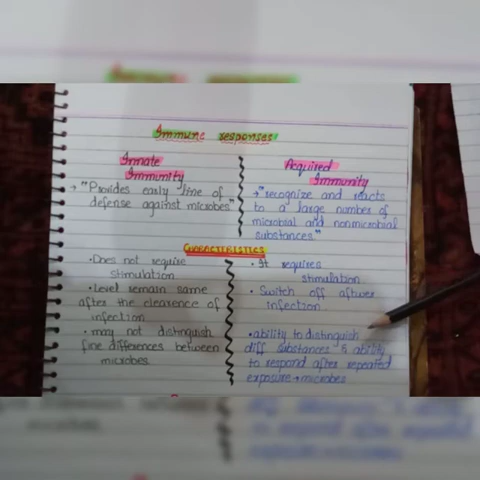 Immune responses
Innate
Immunity
→ "Provides early line of
defense against microbes"
Acquired
Immunity
→ "recognize and reacts
to a large number of
microbial and nonmicrobial
substances"
CHARACTERISTICS
• Does not require
stimulation
• Level remain same
after the clearence of
infection
• may not distinguish
fine differences between
microbes
• It requires
stimulation
• Switch off aftwer
infection
• ability to distinguish
diff substances & ability
to respond after repeated
exposure → microbes